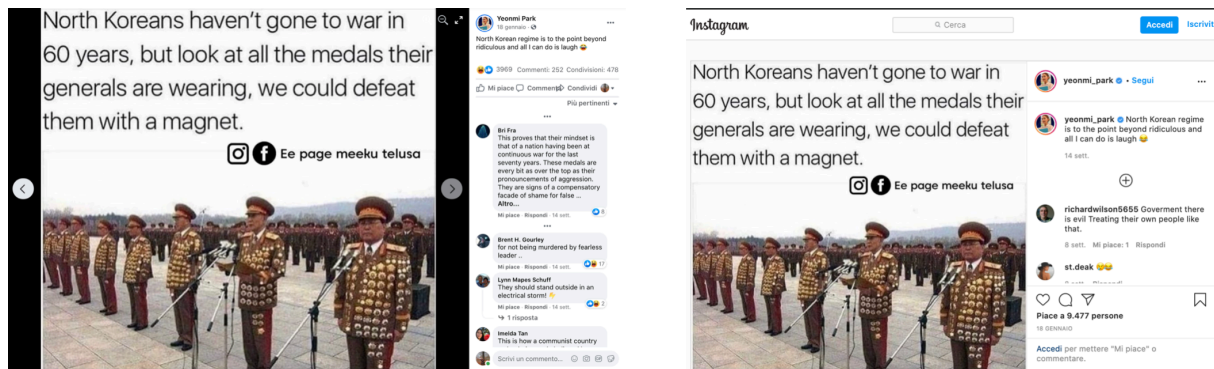 North Koreans haven't gone to war in
60 years, but look at all the medals their
generals are wearing, we could defeat
them with a magnet.
Ee page meeku telusa
Yeonmi Park
18 gennaio
North Korean regime is to the point beyond
ridiculous and all I can do is laugh 😂
3969 Commenti: 252 Condivisioni: 478
Mi piace Commenta Condividi
Più pertinenti
Bri Fra
This proves that their mindset is
that of a nation having been at
continuous war for the last
seventy years. These medals are
every bit as over the top as their
pronouncements of aggression.
They are signs of a compensatory
facade of shame for false ...
Altro...
Mi piace · Rispondi · 14 sett.
8
Brent H. Gourley
for not being murdered by fearless
leader ..
Mi piace · Rispondi · 14 sett.
17
Lynn Mapes Schuff
They should stand outside in an
electrical storm! 👇
Mi piace · Rispondi · 14 sett.
2
1 risposta
Imelda Tan
This is how a communist country
Scrivi un commento...
Instagram
Cerca
Accedi
Iscrivit
North Koreans haven't gone to war in
60 years, but look at all the medals their
generals are wearing, we could defeat
them with a magnet.
Ee page meeku telusa
yeonmi_park • Segui
yeonmi_park North Korean regime
is to the point beyond ridiculous and
all I can do is laugh 😂
14 sett.
richardwilson5655 Goverment there
is evil Treating their own people like
that.
8 sett. Mi piace: 1 Rispondi
st.deak 😂😂
Piace a 9.477 persone
18 GENNAIO
Accedi per mettere "Mi piace" o
commentare.